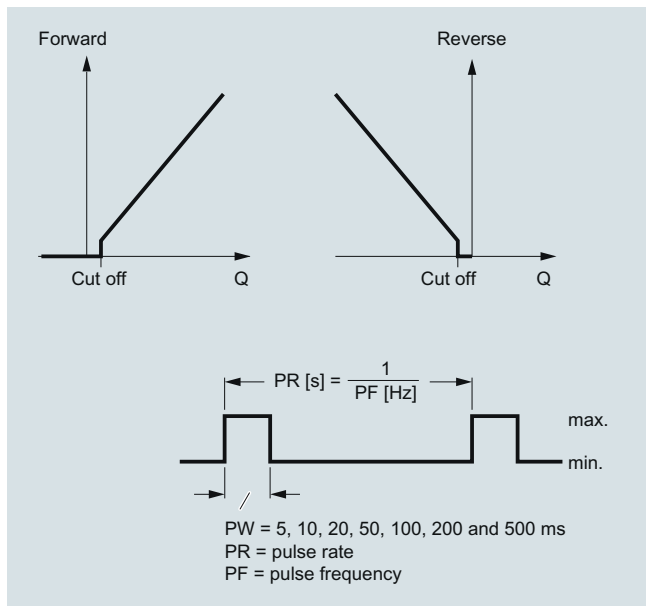 Forward
Reverse
Cut off
Q
Cut off
Q
PR [s] = 1 / PF [Hz]
max.
min.
PW = 5, 10, 20, 50, 100, 200 and 500 ms
PR = pulse rate
PF = pulse frequency